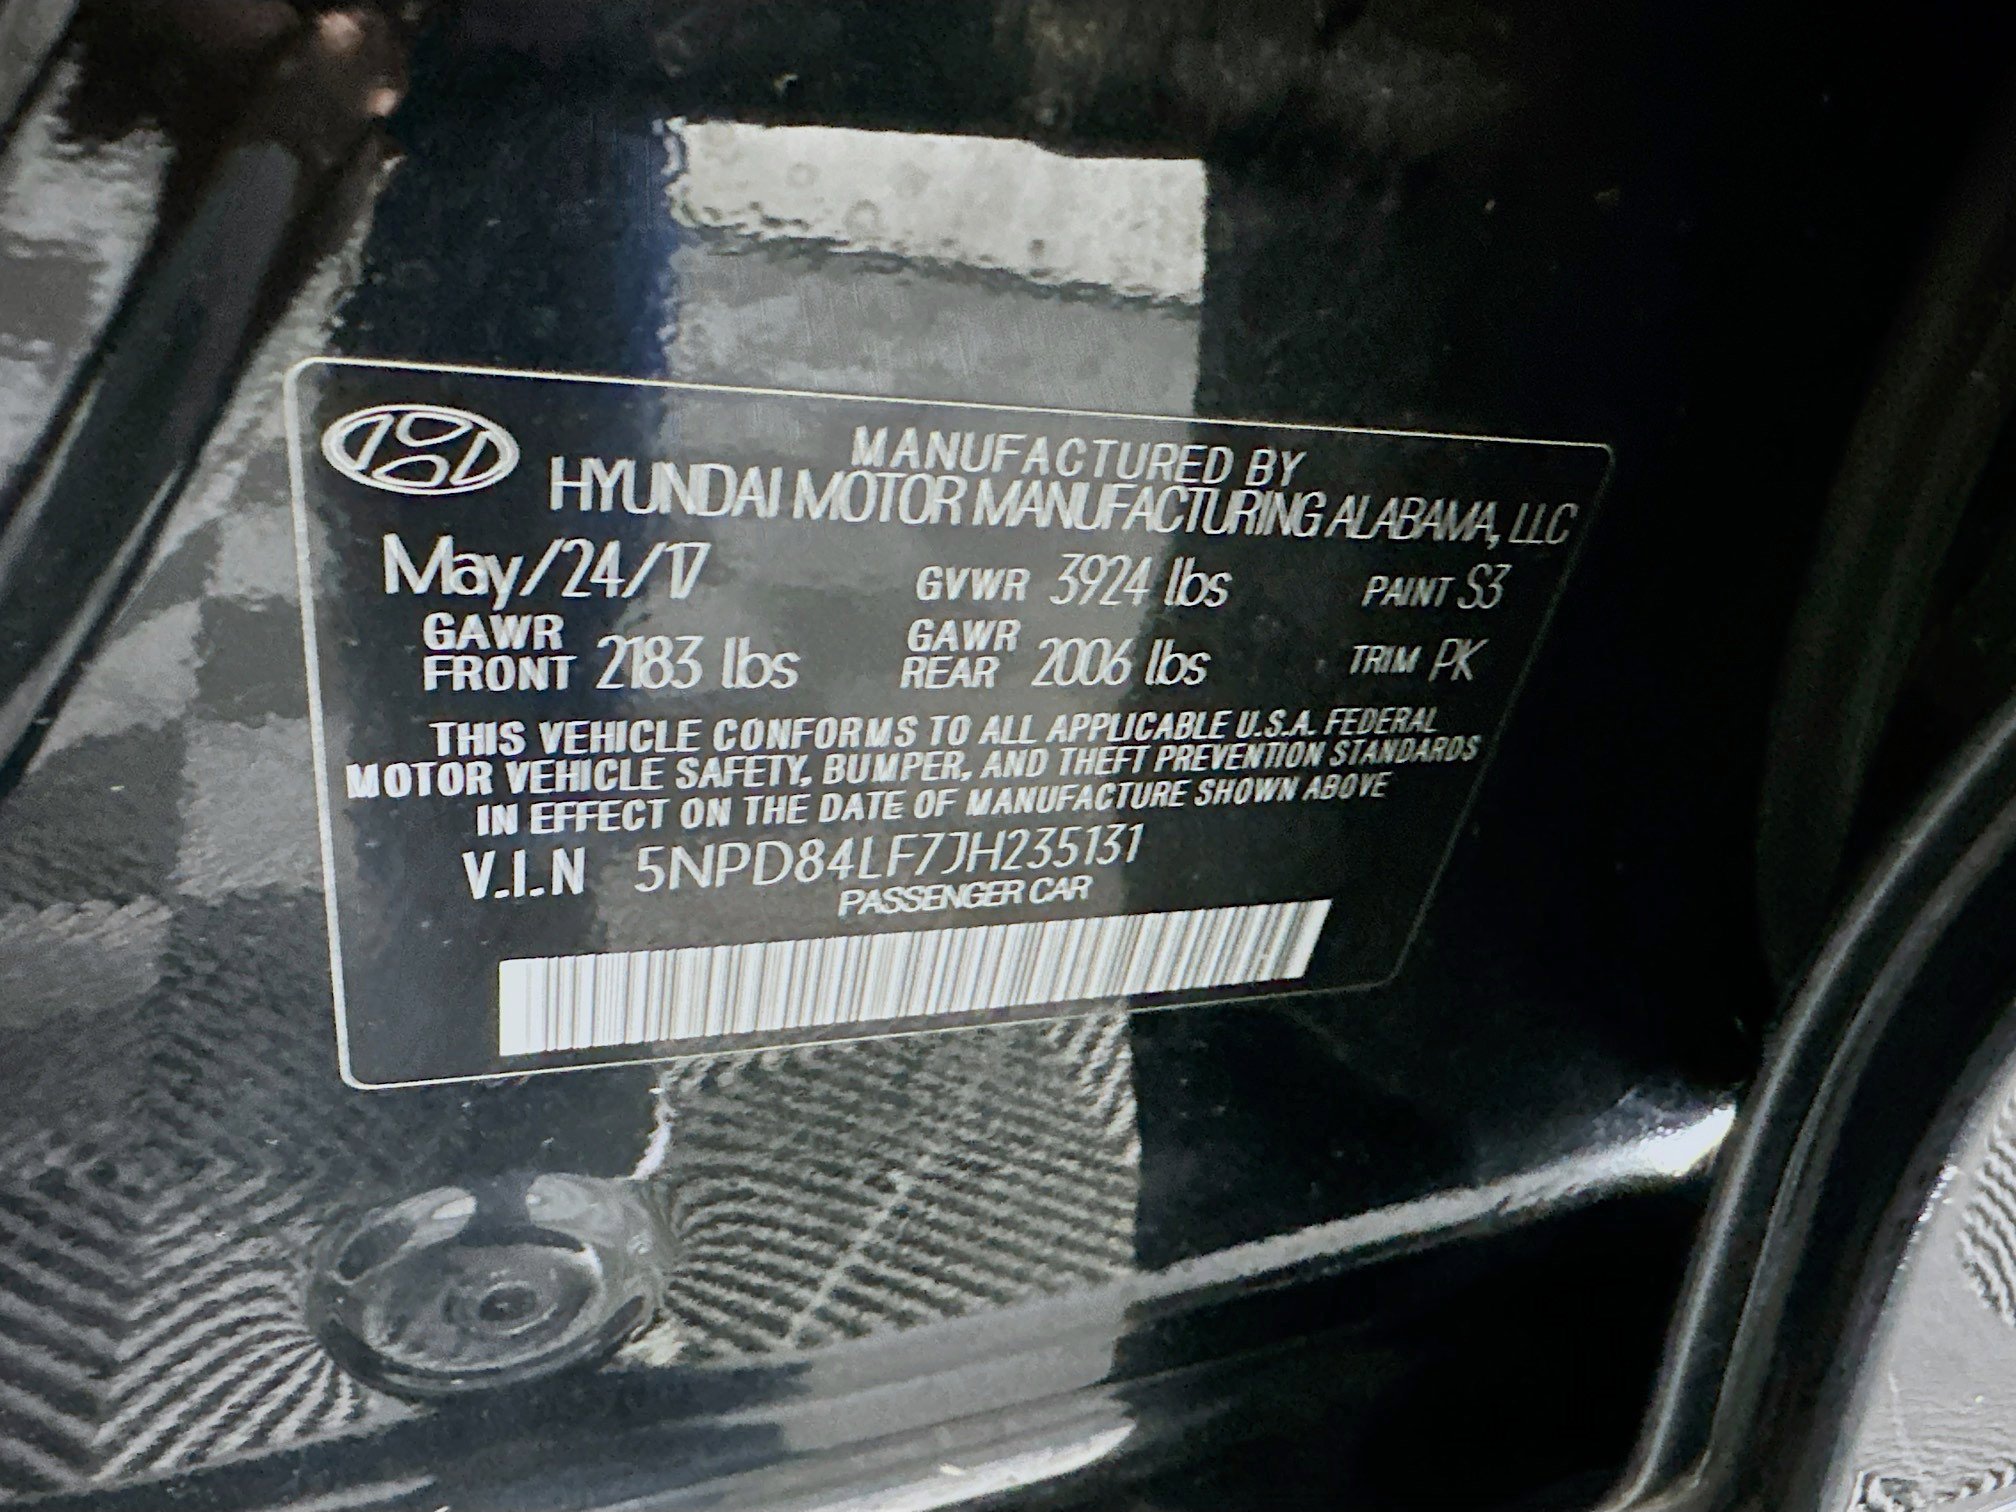 MANUFACTURED BY
HYUNDAI MOTOR MANUFACTURING ALABAMA, LLC
May/24/17 GVWR 3924 lbs PAINT S3
GAWR FRONT 2183 lbs GAWR REAR 2006 lbs TRIM PK
THIS VEHICLE CONFORMS TO ALL APPLICABLE U.S.A. FEDERAL
MOTOR VEHICLE SAFETY, BUMPER, AND THEFT PREVENTION STANDARDS
IN EFFECT ON THE DATE OF MANUFACTURE SHOWN ABOVE
V.I.N 5NPD84LF7JH235131
PASSENGER CAR